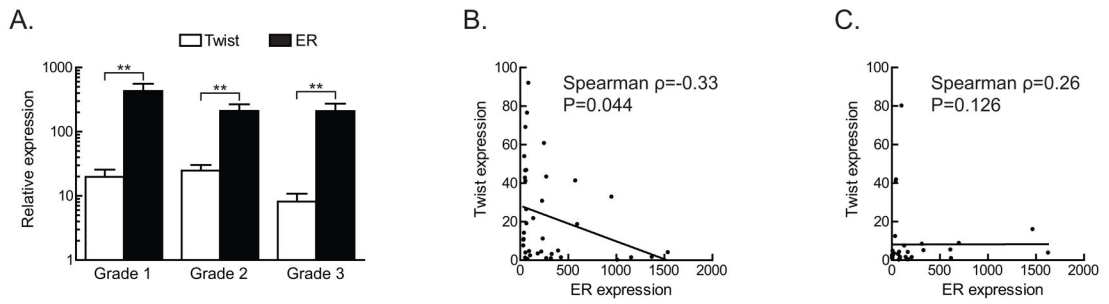 A.
Twist ER
Relative expression
1000
100
10
1
** ** **
Grade 1 Grade 2 Grade 3
B.
Spearman ρ=-0.33
P=0.044
Twist expression
100
80
60
40
20
0
0 500 1000 1500 2000
ER expression
C.
Spearman ρ=0.26
P=0.126
Twist expression
100
80
60
40
20
0
0 500 1000 1500 2000
ER expression